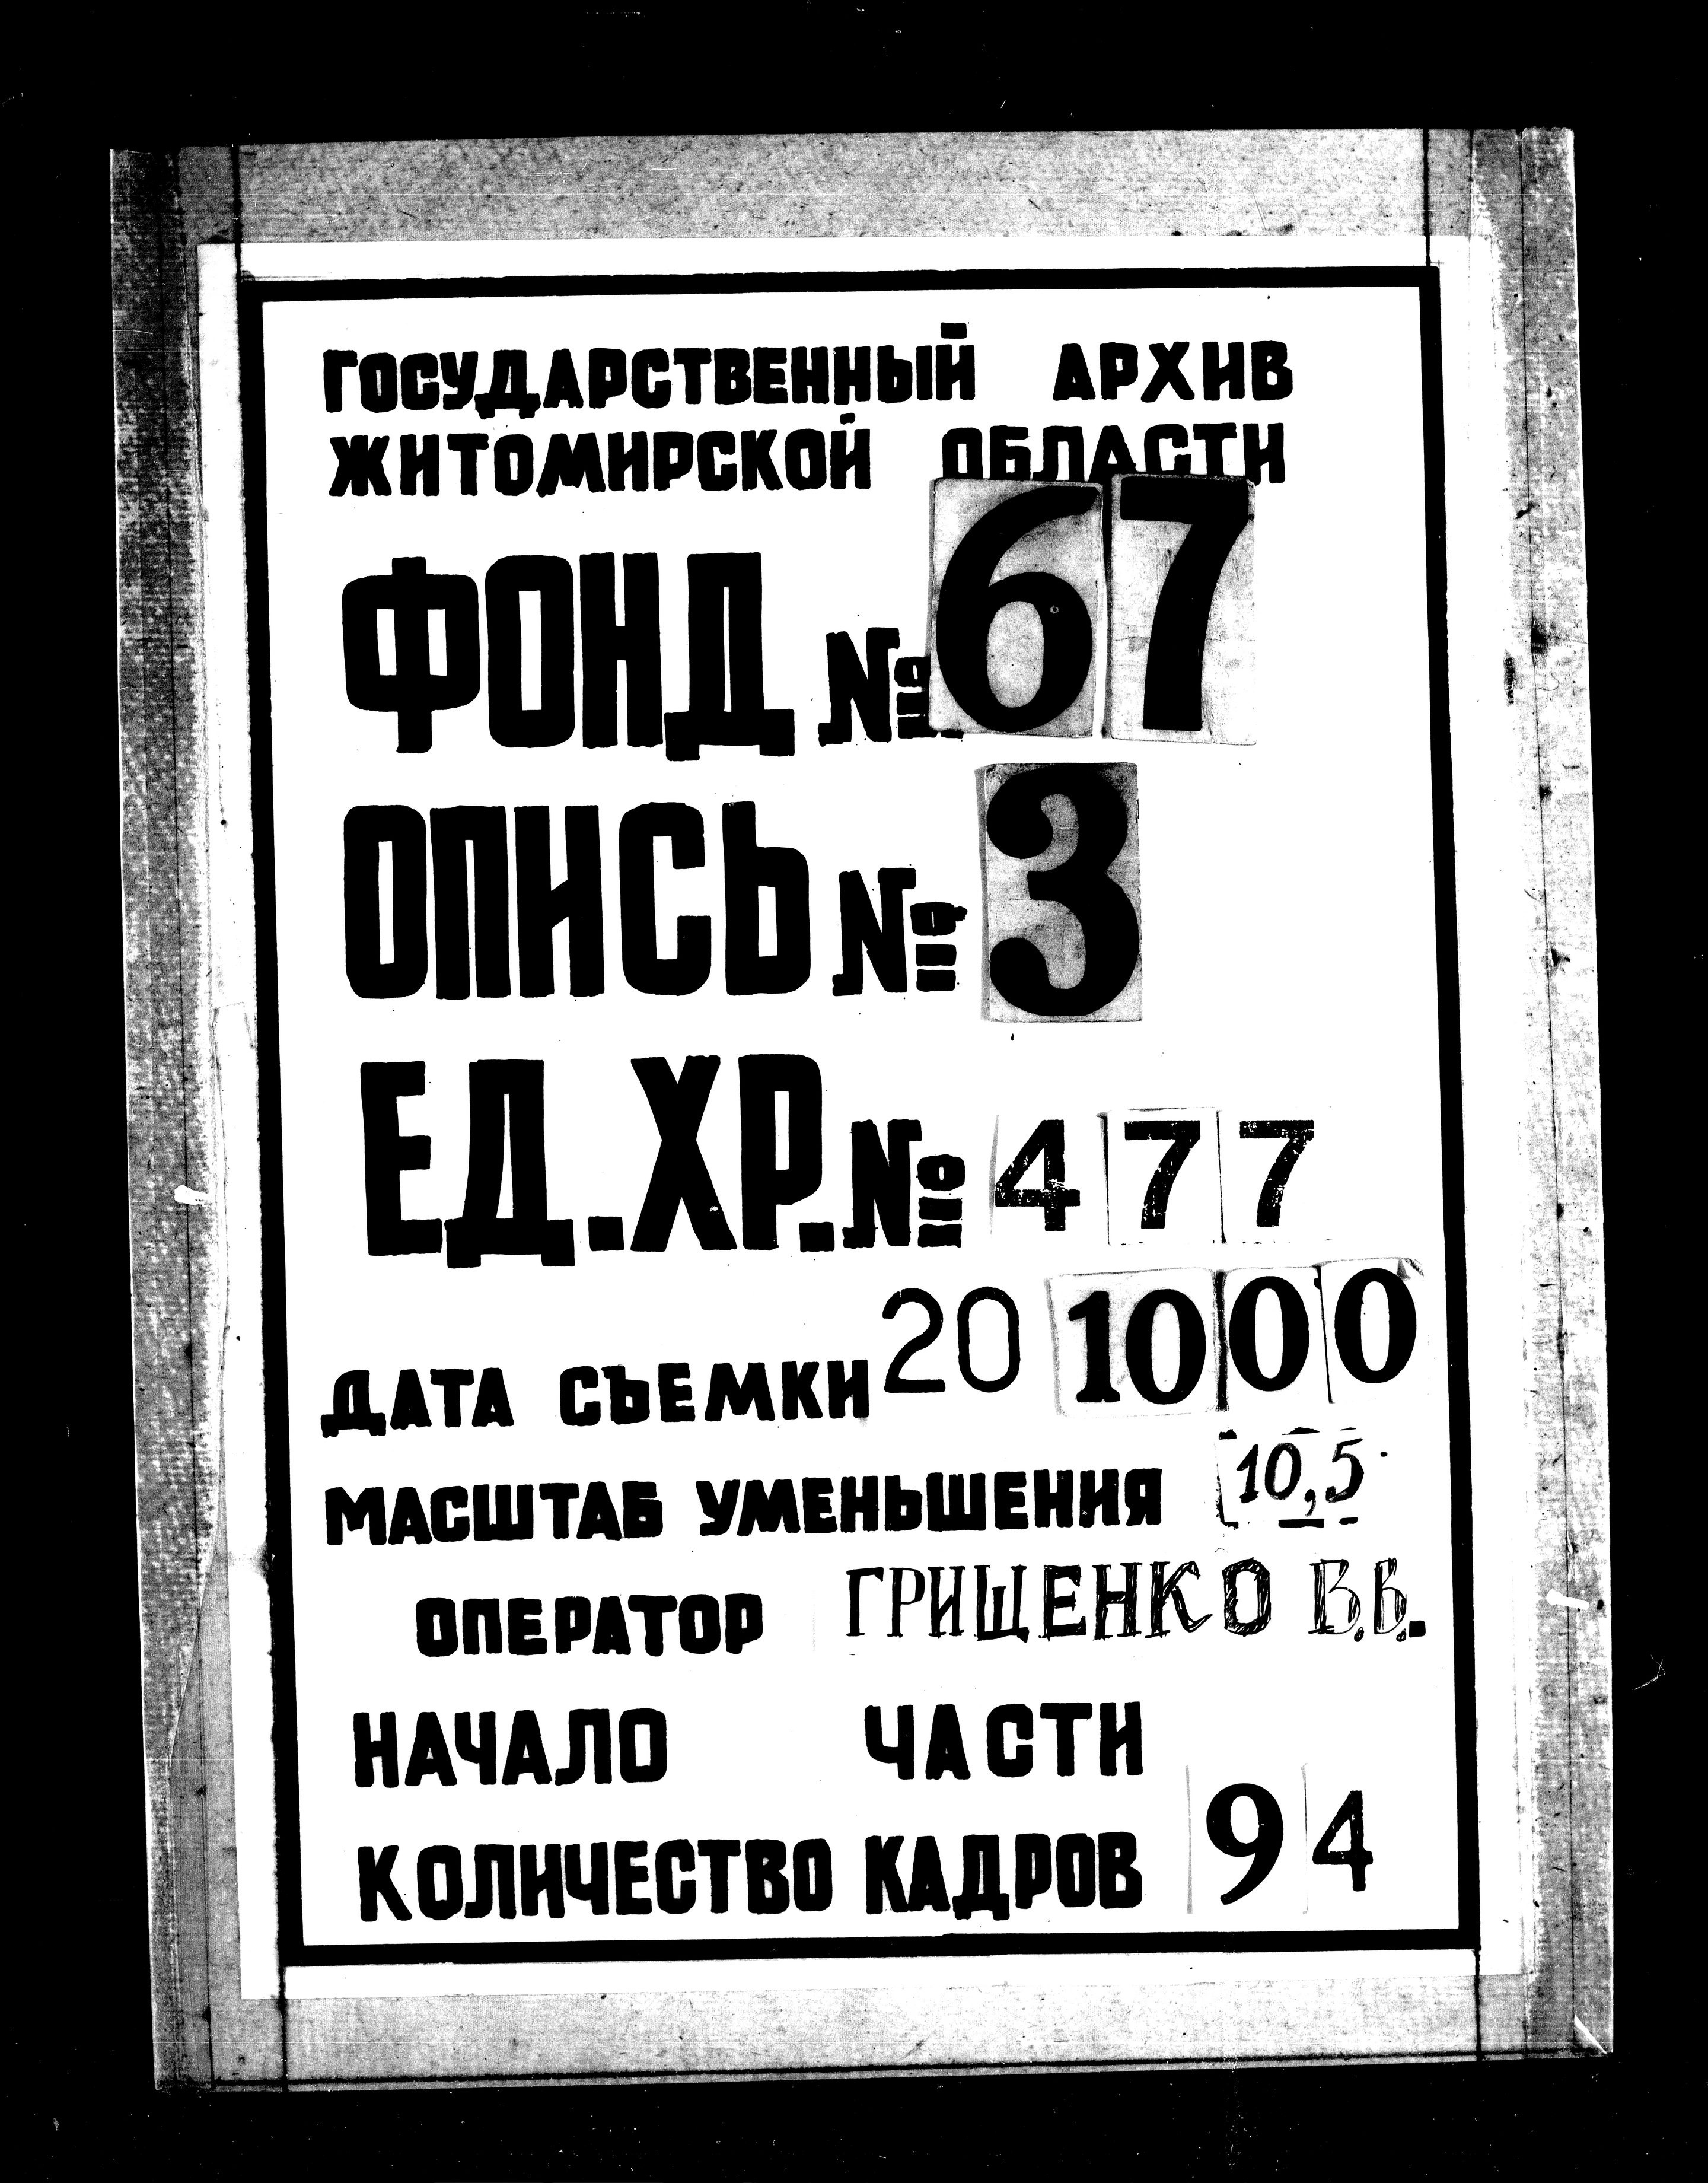 ГОСУДАРСТВЕННЫЙ АРХИВ
ЖИТОМИРСКОЙ ОБЛАСТИ
ФОНД № 67
ОПИСЬ № 3
ЕД.ХР. № 477
ДАТА СЪЕМКИ 20 10 00
МАСШТАБ УМЕНЬШЕНИЯ 10,5
ОПЕРАТОР ГРИЩЕНКО В.В.
НАЧАЛО ЧАСТИ
КОЛИЧЕСТВО КАДРОВ 94